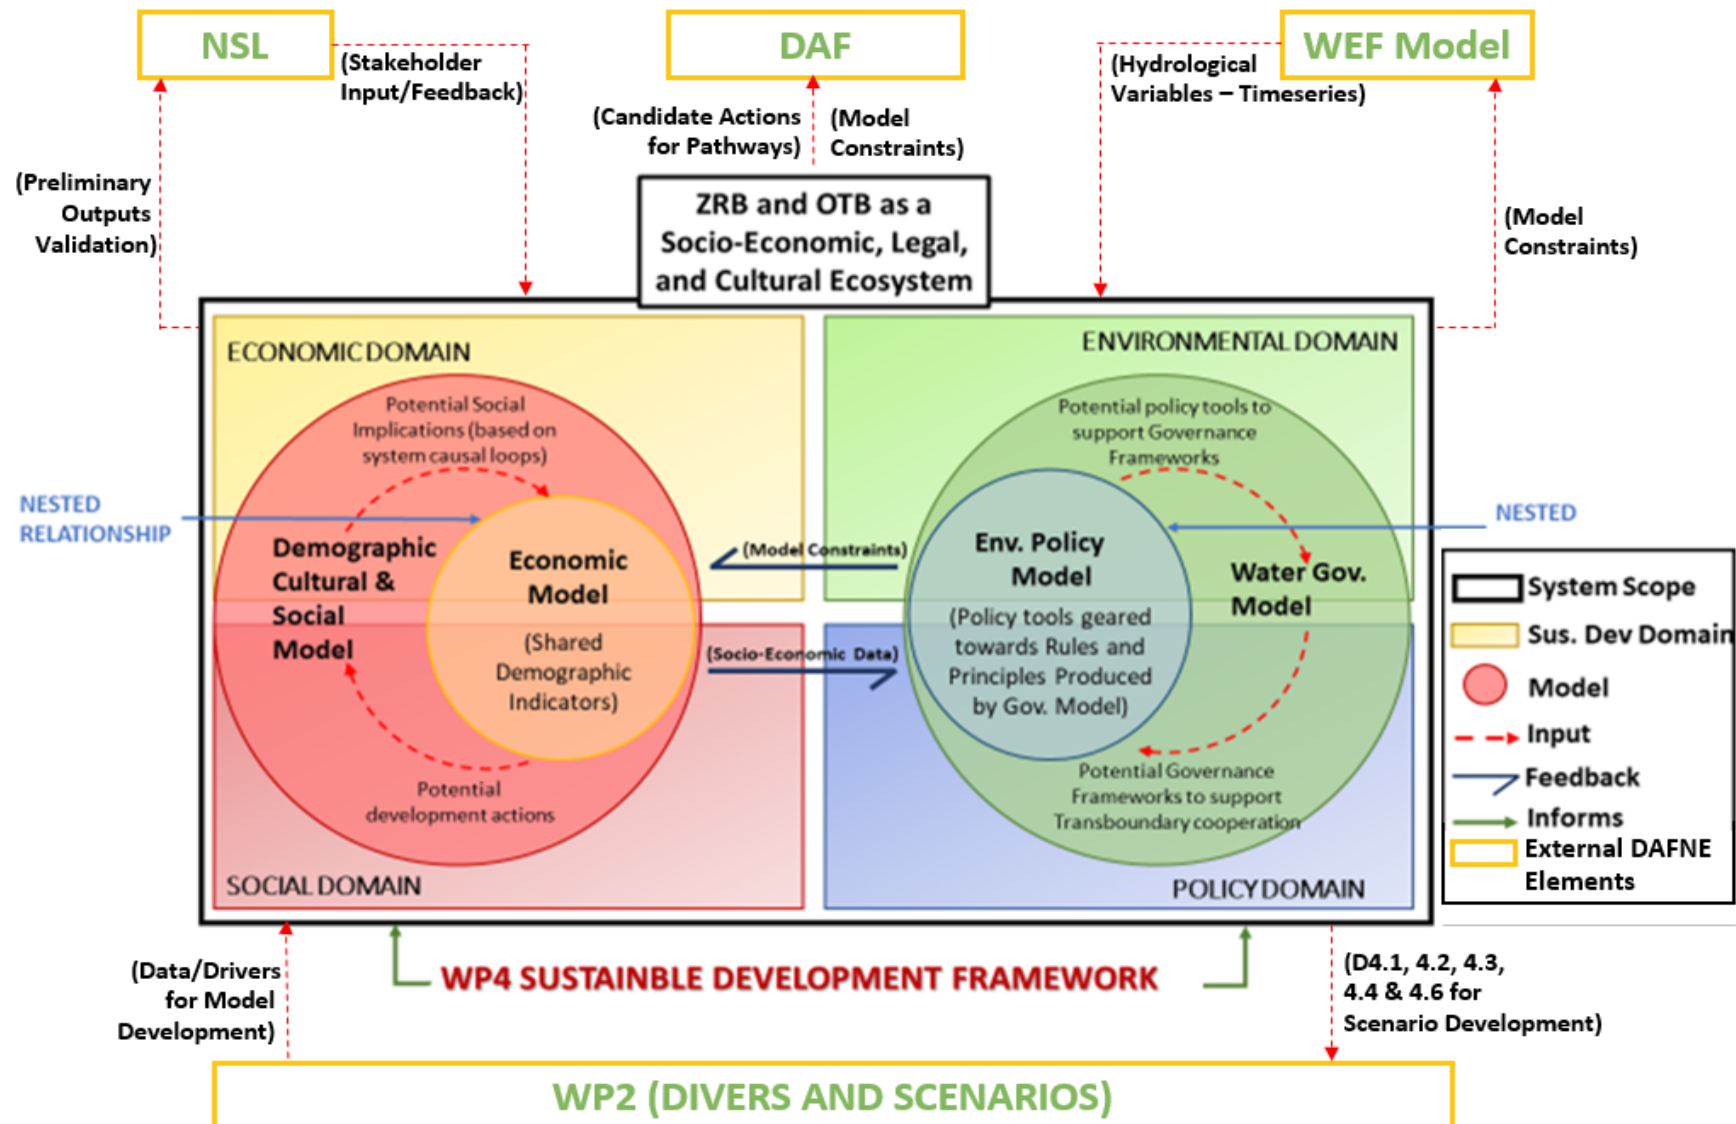 NSL
DAF
WEF Model
(Stakeholder
Input/Feedback)
(Hydrological
Variables – Timeseries)
(Candidate Actions
for Pathways)
(Model
Constraints)
(Preliminary
Outputs
Validation)
(Model
Constraints)
ZRB and OTB as a
Socio-Economic, Legal,
and Cultural Ecosystem
ECONOMIC DOMAIN
ENVIRONMENTAL DOMAIN
Potential Social
Implications (based on
system causal loops)
Potential policy tools to
support Governance
Frameworks
NESTED
RELATIONSHIP
NESTED
Demographic
Cultural &
Social
Model
Economic
Model
(Shared
Demographic
Indicators)
(Model Constraints)
(Socio-Economic Data)
Env. Policy
Model
(Policy tools geared
towards Rules and
Principles Produced
by Gov. Model)
Water Gov.
Model
Potential
development actions
Potential Governance
Frameworks to support
Transboundary cooperation
SOCIAL DOMAIN
POLICY DOMAIN
System Scope
Sus. Dev Domain
Model
Input
Feedback
Informs
External DAFNE
Elements
(Data/Drivers
for Model
Development)
WP4 SUSTAINBLE DEVELOPMENT FRAMEWORK
(D4.1, 4.2, 4.3,
4.4 & 4.6 for
Scenario Development)
WP2 (DIVERS AND SCENARIOS)